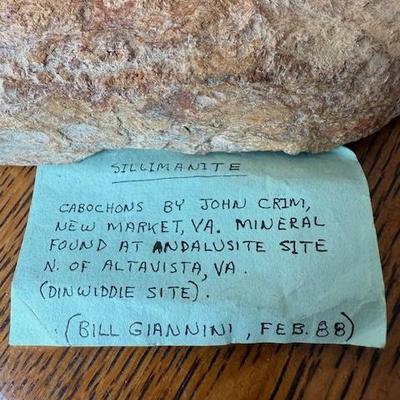 SILLIMANITE
CABOCHONS BY JOHN CRIM,
NEW MARKET, VA. MINERAL
FOUND AT ANDALUSITE SITE
N. OF ALTAVISTA, VA.
(DINWIDDIE SITE).
(BILL GIANNINI, FEB. 88)